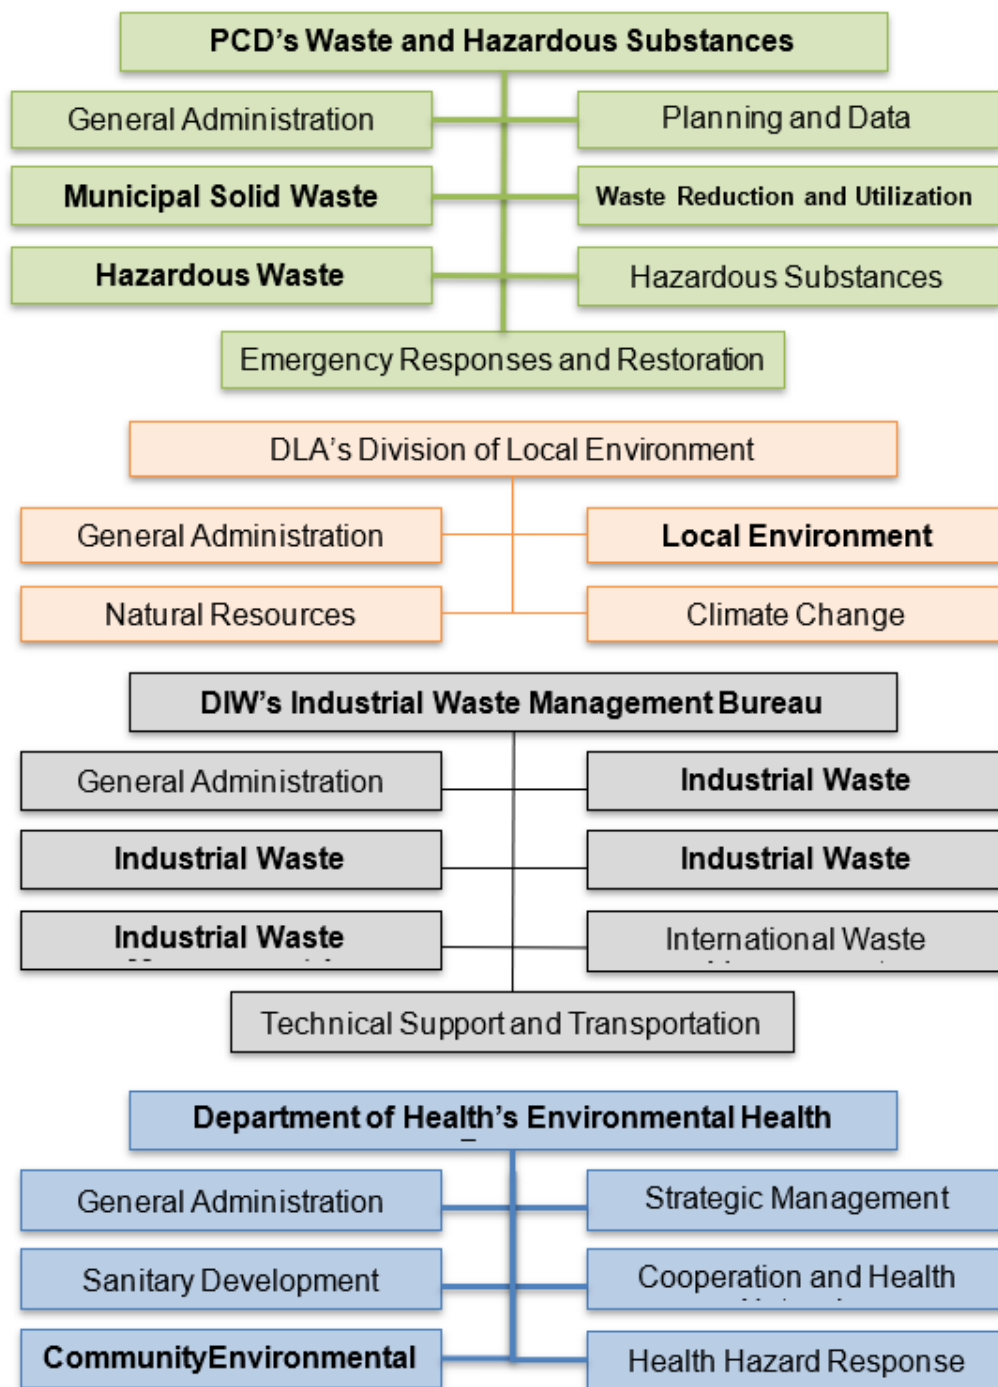 PCD's Waste and Hazardous Substances
General Administration
Planning and Data
Municipal Solid Waste
Waste Reduction and Utilization
Hazardous Waste
Hazardous Substances
Emergency Responses and Restoration
DLA's Division of Local Environment
General Administration
Local Environment
Natural Resources
Climate Change
DIW's Industrial Waste Management Bureau
General Administration
Industrial Waste
Industrial Waste
Industrial Waste
Industrial Waste
International Waste
Technical Support and Transportation
Department of Health's Environmental Health
General Administration
Strategic Management
Sanitary Development
Cooperation and Health
CommunityEnvironmental
Health Hazard Response